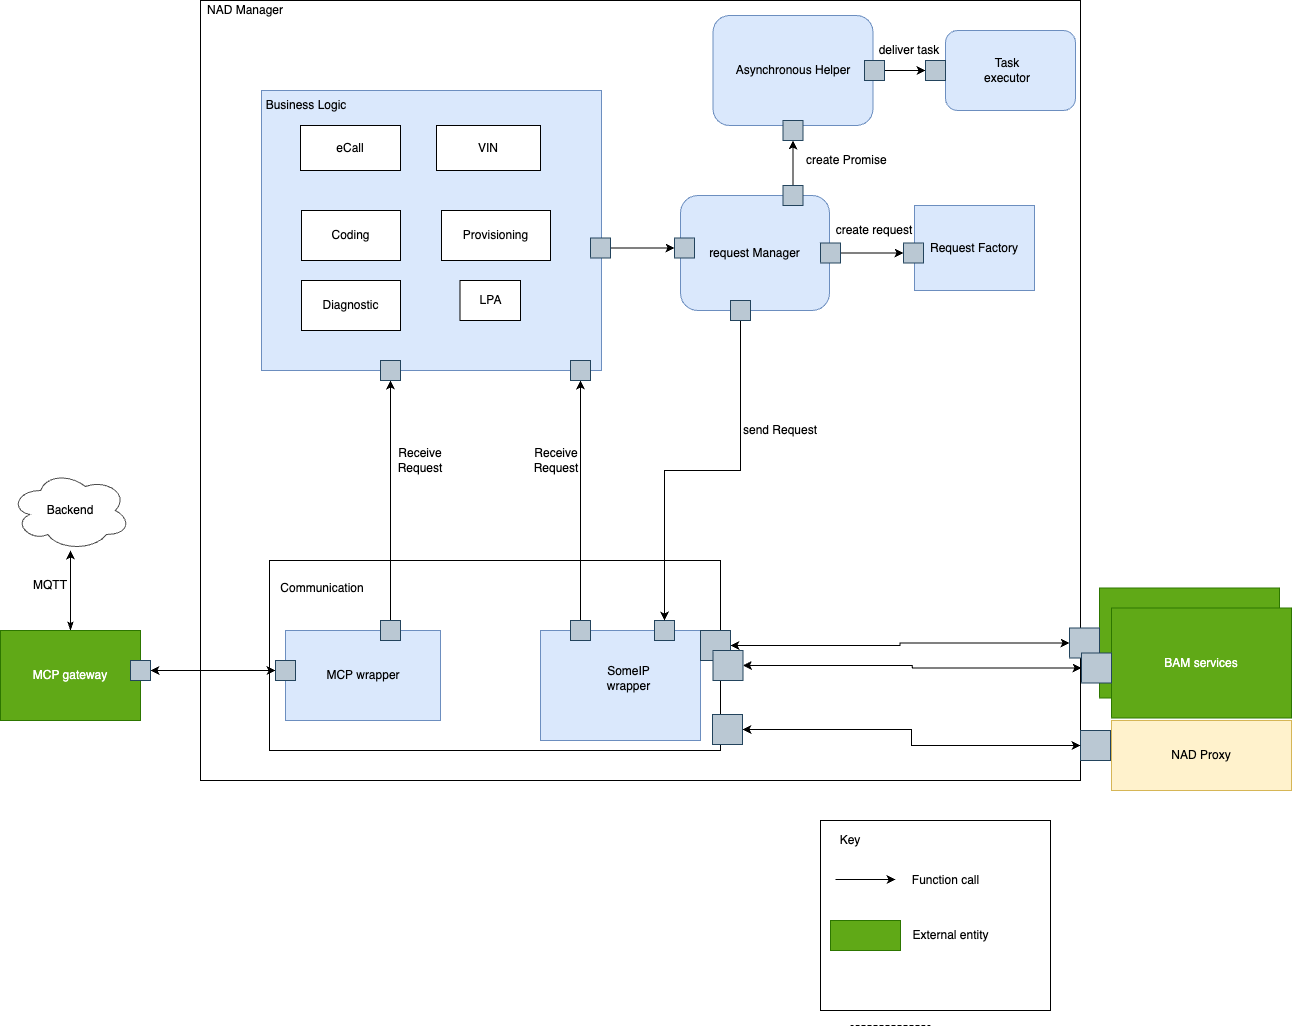 NAD Manager
Asynchronous Helper
deliver task
Task
executor
Business Logic
eCall
VIN
create Promise
Coding
Provisioning
request Manager
create request
Request Factory
Diagnostic
LPA
send Request
Receive
Request
Receive
Request
Backend
MQTT
Communication
MCP gateway
MCP wrapper
SomeIP
wrapper
BAM services
NAD Proxy
Key
Function call
External entity